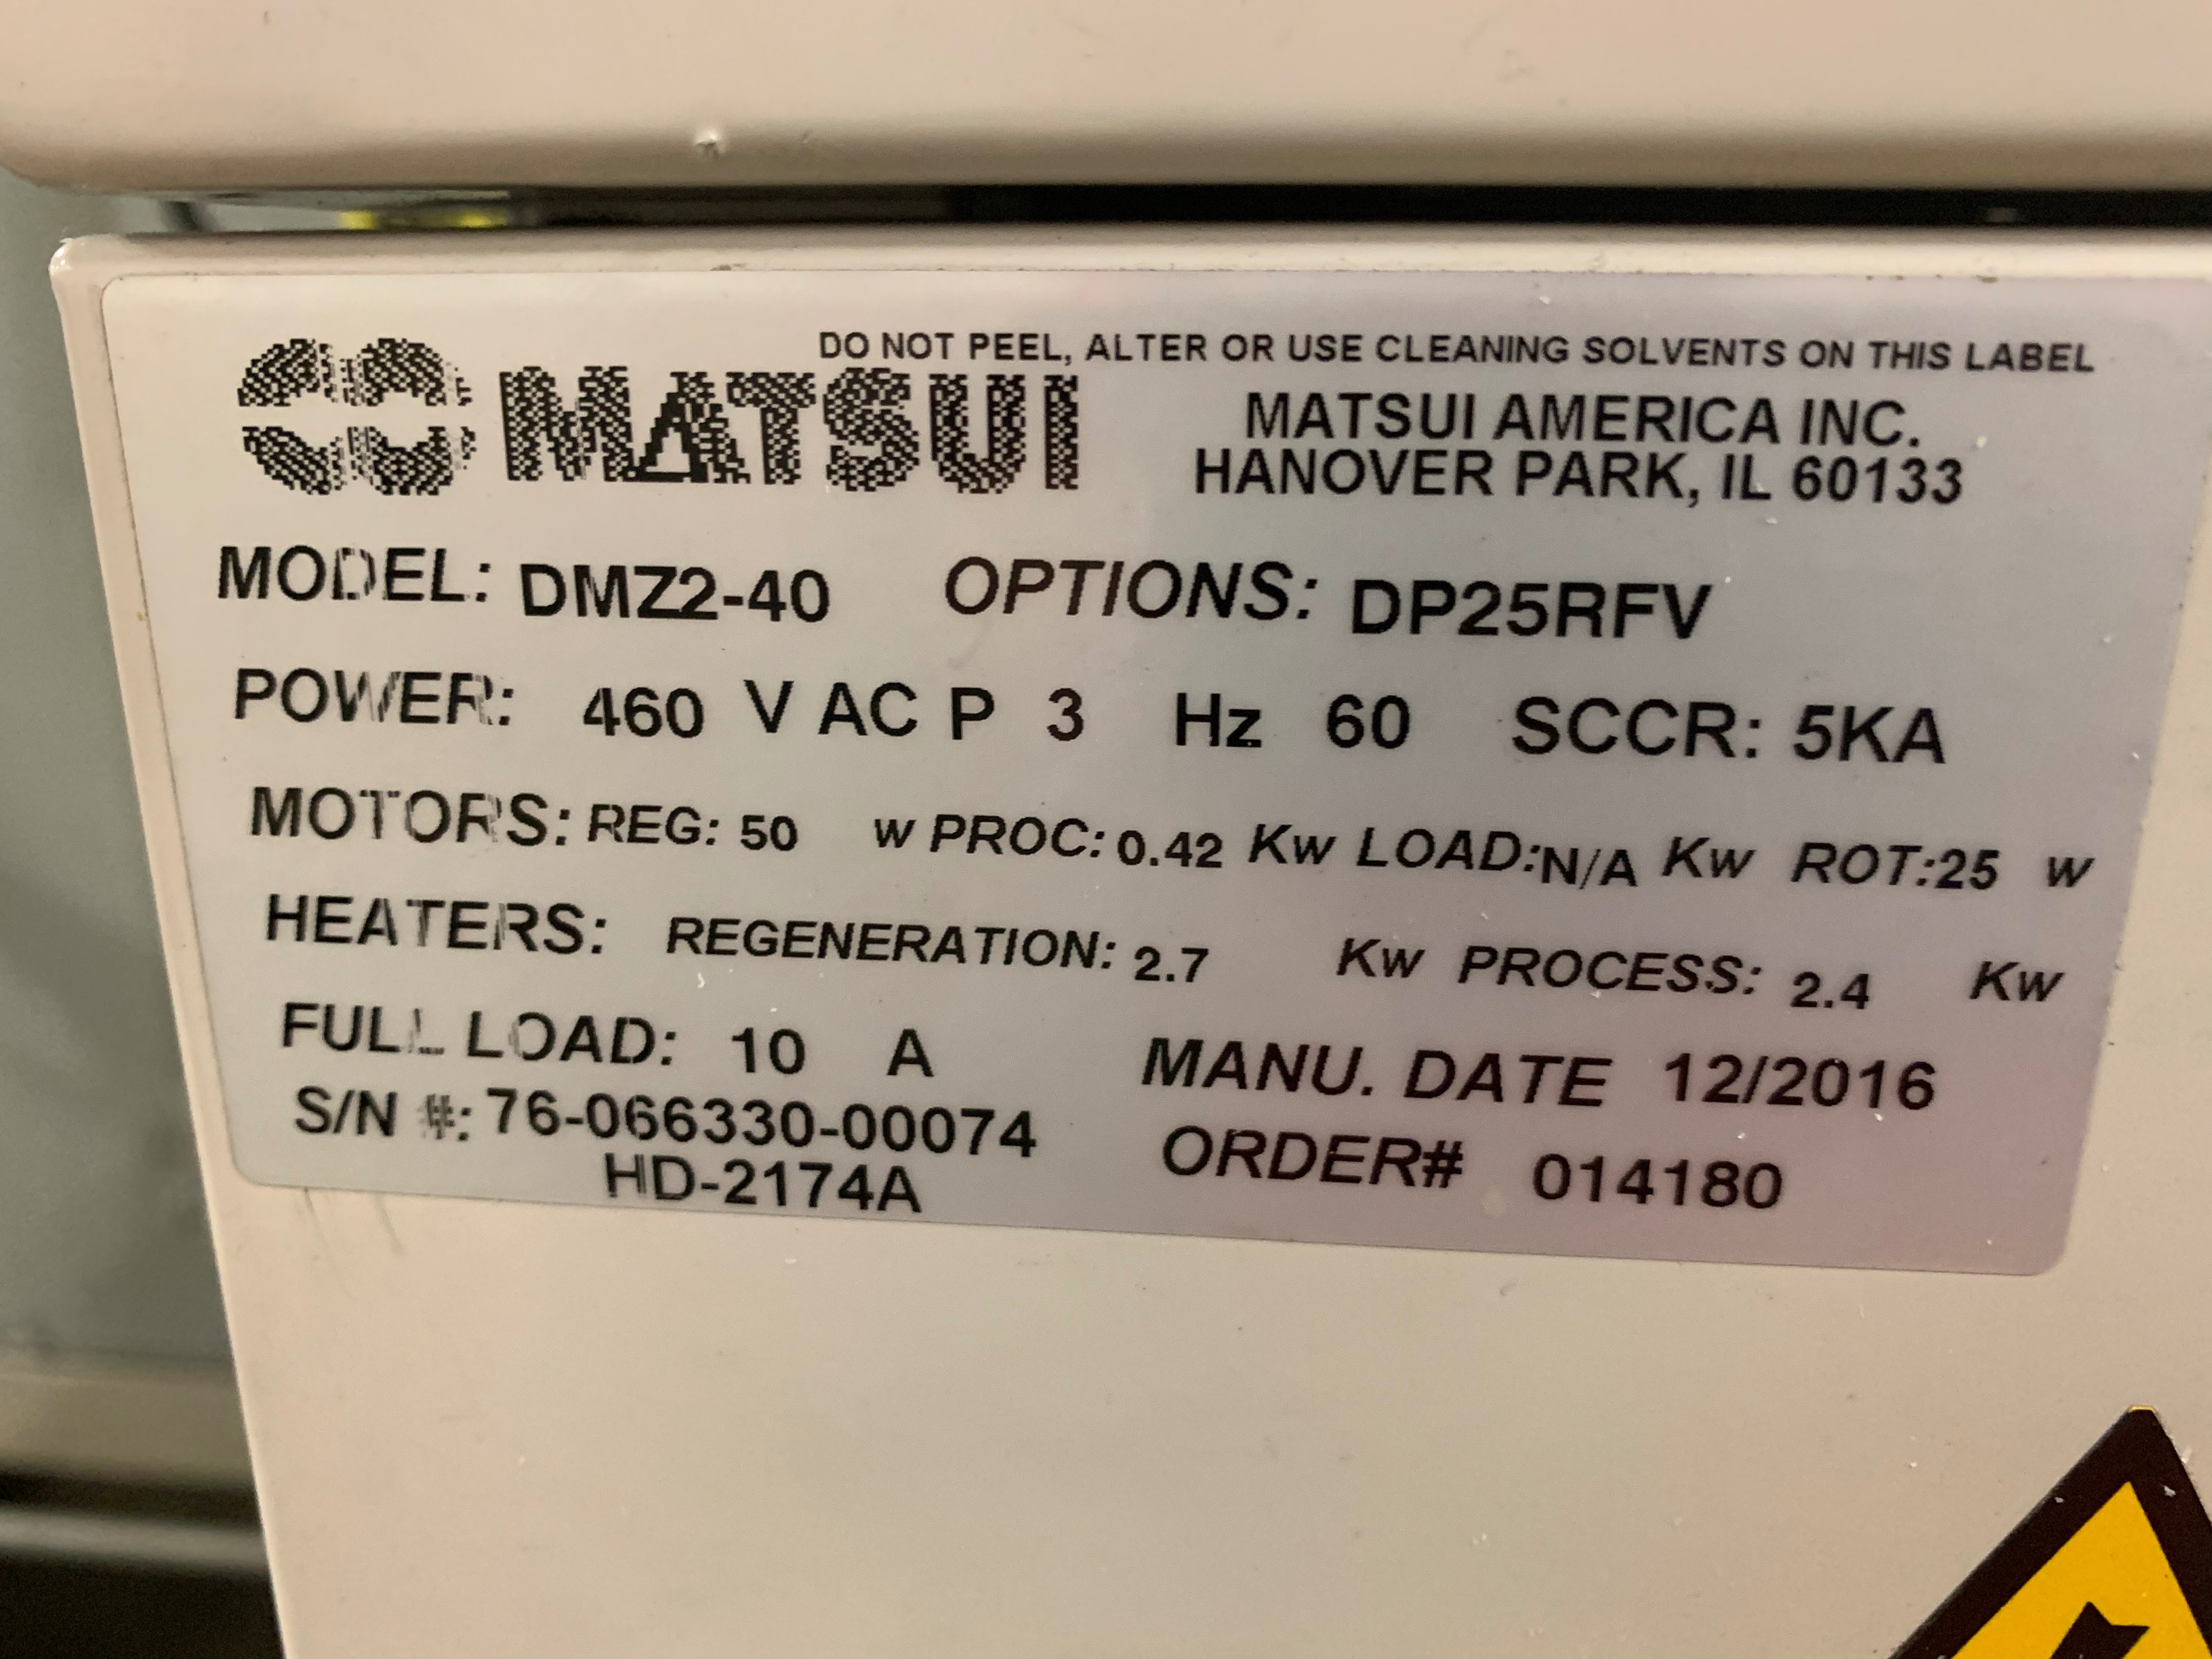 DO NOT PEEL, ALTER OR USE CLEANING SOLVENTS ON THIS LABEL
MATSUI
MATSUI AMERICA INC.
HANOVER PARK, IL 60133
MODEL: DMZ2-40 OPTIONS: DP25RFV
POWER: 460 V AC P 3 Hz 60 SCCR: 5KA
MOTORS: REG: 50 w PROC: 0.42 Kw LOAD: N/A Kw ROT: 25 w
HEATERS: REGENERATION: 2.7 Kw PROCESS: 2.4 Kw
FULL LOAD: 10 A MANU. DATE 12/2016
S/N #: 76-066330-00074
HD-2174A
ORDER# 014180